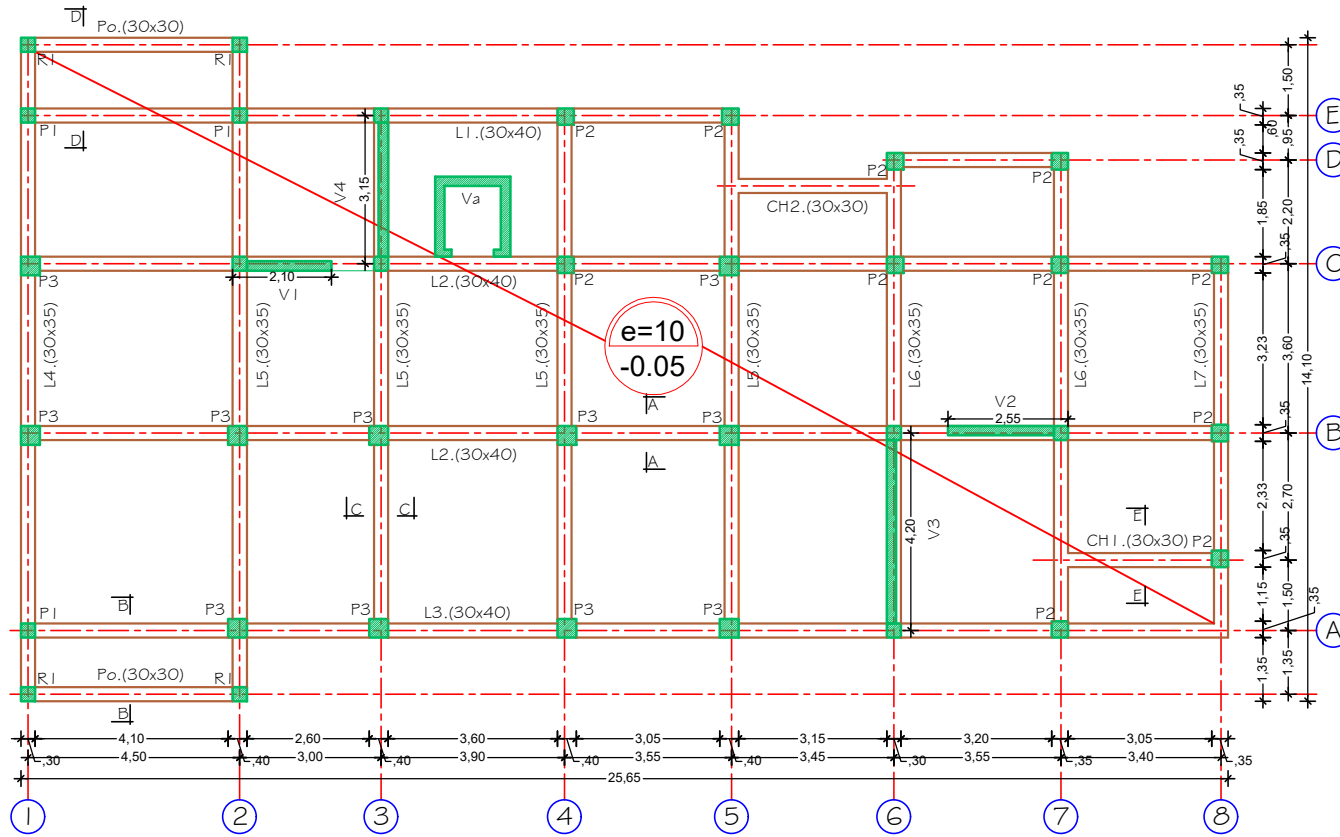 D
Po.(30x30)
R1
R1
,35
1,50
E
P1
P1
L1.(30x40)
P2
P2
,60
,95
D
,35
D
V4
3,15
Va
P2
P2
CH2.(30x30)
1,85
2,20
,35
C
P3
2,10
V1
L2.(30x40)
P2
P3
P2
P2
P2
L4.(30x35)
L5.(30x35)
L5.(30x35)
L5.(30x35)
L5.(30x35)
L6.(30x35)
L6.(30x35)
L7.(30x35)
e=10
-0.05
3,23
3,60
14,10
V2
2,55
A
P3
P3
P3
P3
P3
P2
,35
B
L2.(30x40)
A
C
C
4,20
V3
E
CH1.(30x30)
P2
2,33
2,70
,35
E
1,15
1,50
,35
P1
B
P3
P3
L3.(30x40)
P3
P3
P2
A
R1
Po.(30x30)
R1
B
1,35
1,35
4,10
2,60
3,60
3,05
3,15
3,20
3,05
,30
4,50
,40
3,00
,40
3,90
,40
3,55
,40
3,45
,30
3,55
,35
3,40
,35
25,65
1
2
3
4
5
6
7
8